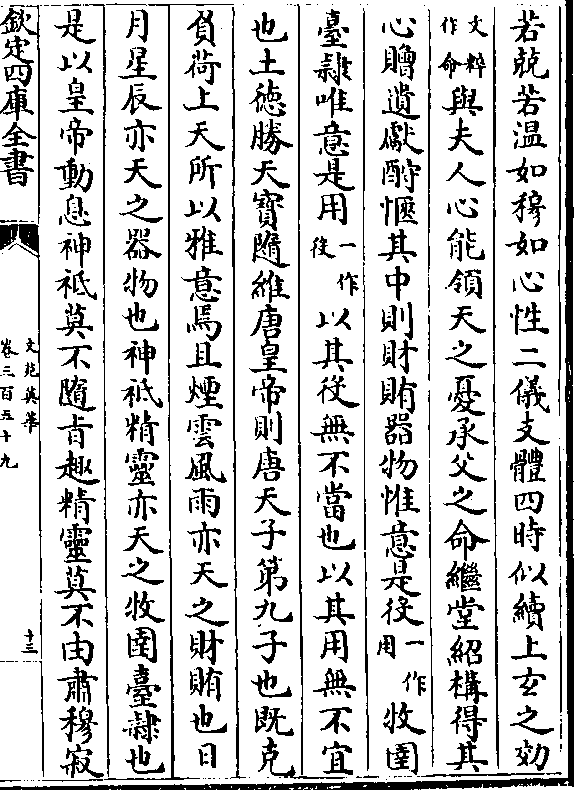 若兢若温如穆如心性二儀支體四時似續上玄之効
文粹作命與夫人心能領天之憂承父之命繼堂紹構得其
心贈遺獻酹愜其中則財賄器物惟意是役一作用牧圉
臺隷唯意是用一作役以其役無不當也以其用無不宜
也土徳勝天寳隨維唐皇帝則唐天子第九子也既克
負荷上天所以雅意焉且煙雲風雨亦天之財賄也日
月星辰亦天之器物也神祇精靈亦天之牧圉臺隷也
是以皇帝動息神祇莫不隨㫖趣精靈莫不由肅穆寂
欽定四庫全書
文苑英華
卷三百五十九
十三